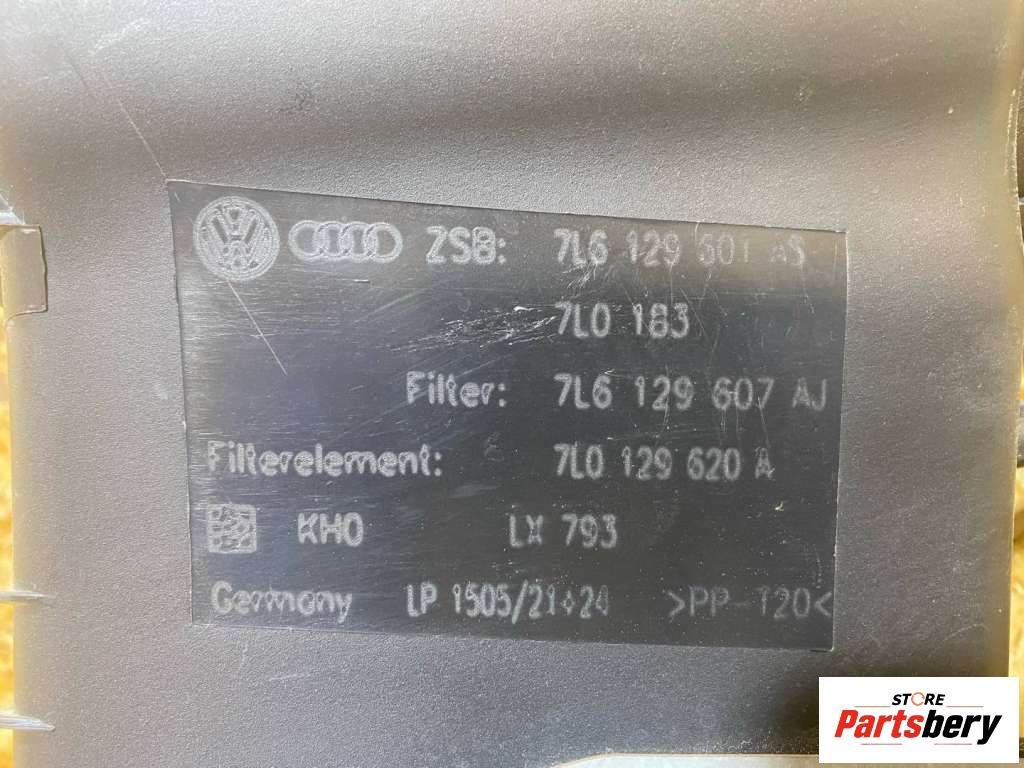 ZSB: 7L6 129 601 AS
7L0 183
Filter: 7L6 129 607 AJ
Filterelement: 7L0 129 620 A
KHO LX 793
Germany LP 1505/21+24 >PP-T20<
STORE
Partsbery